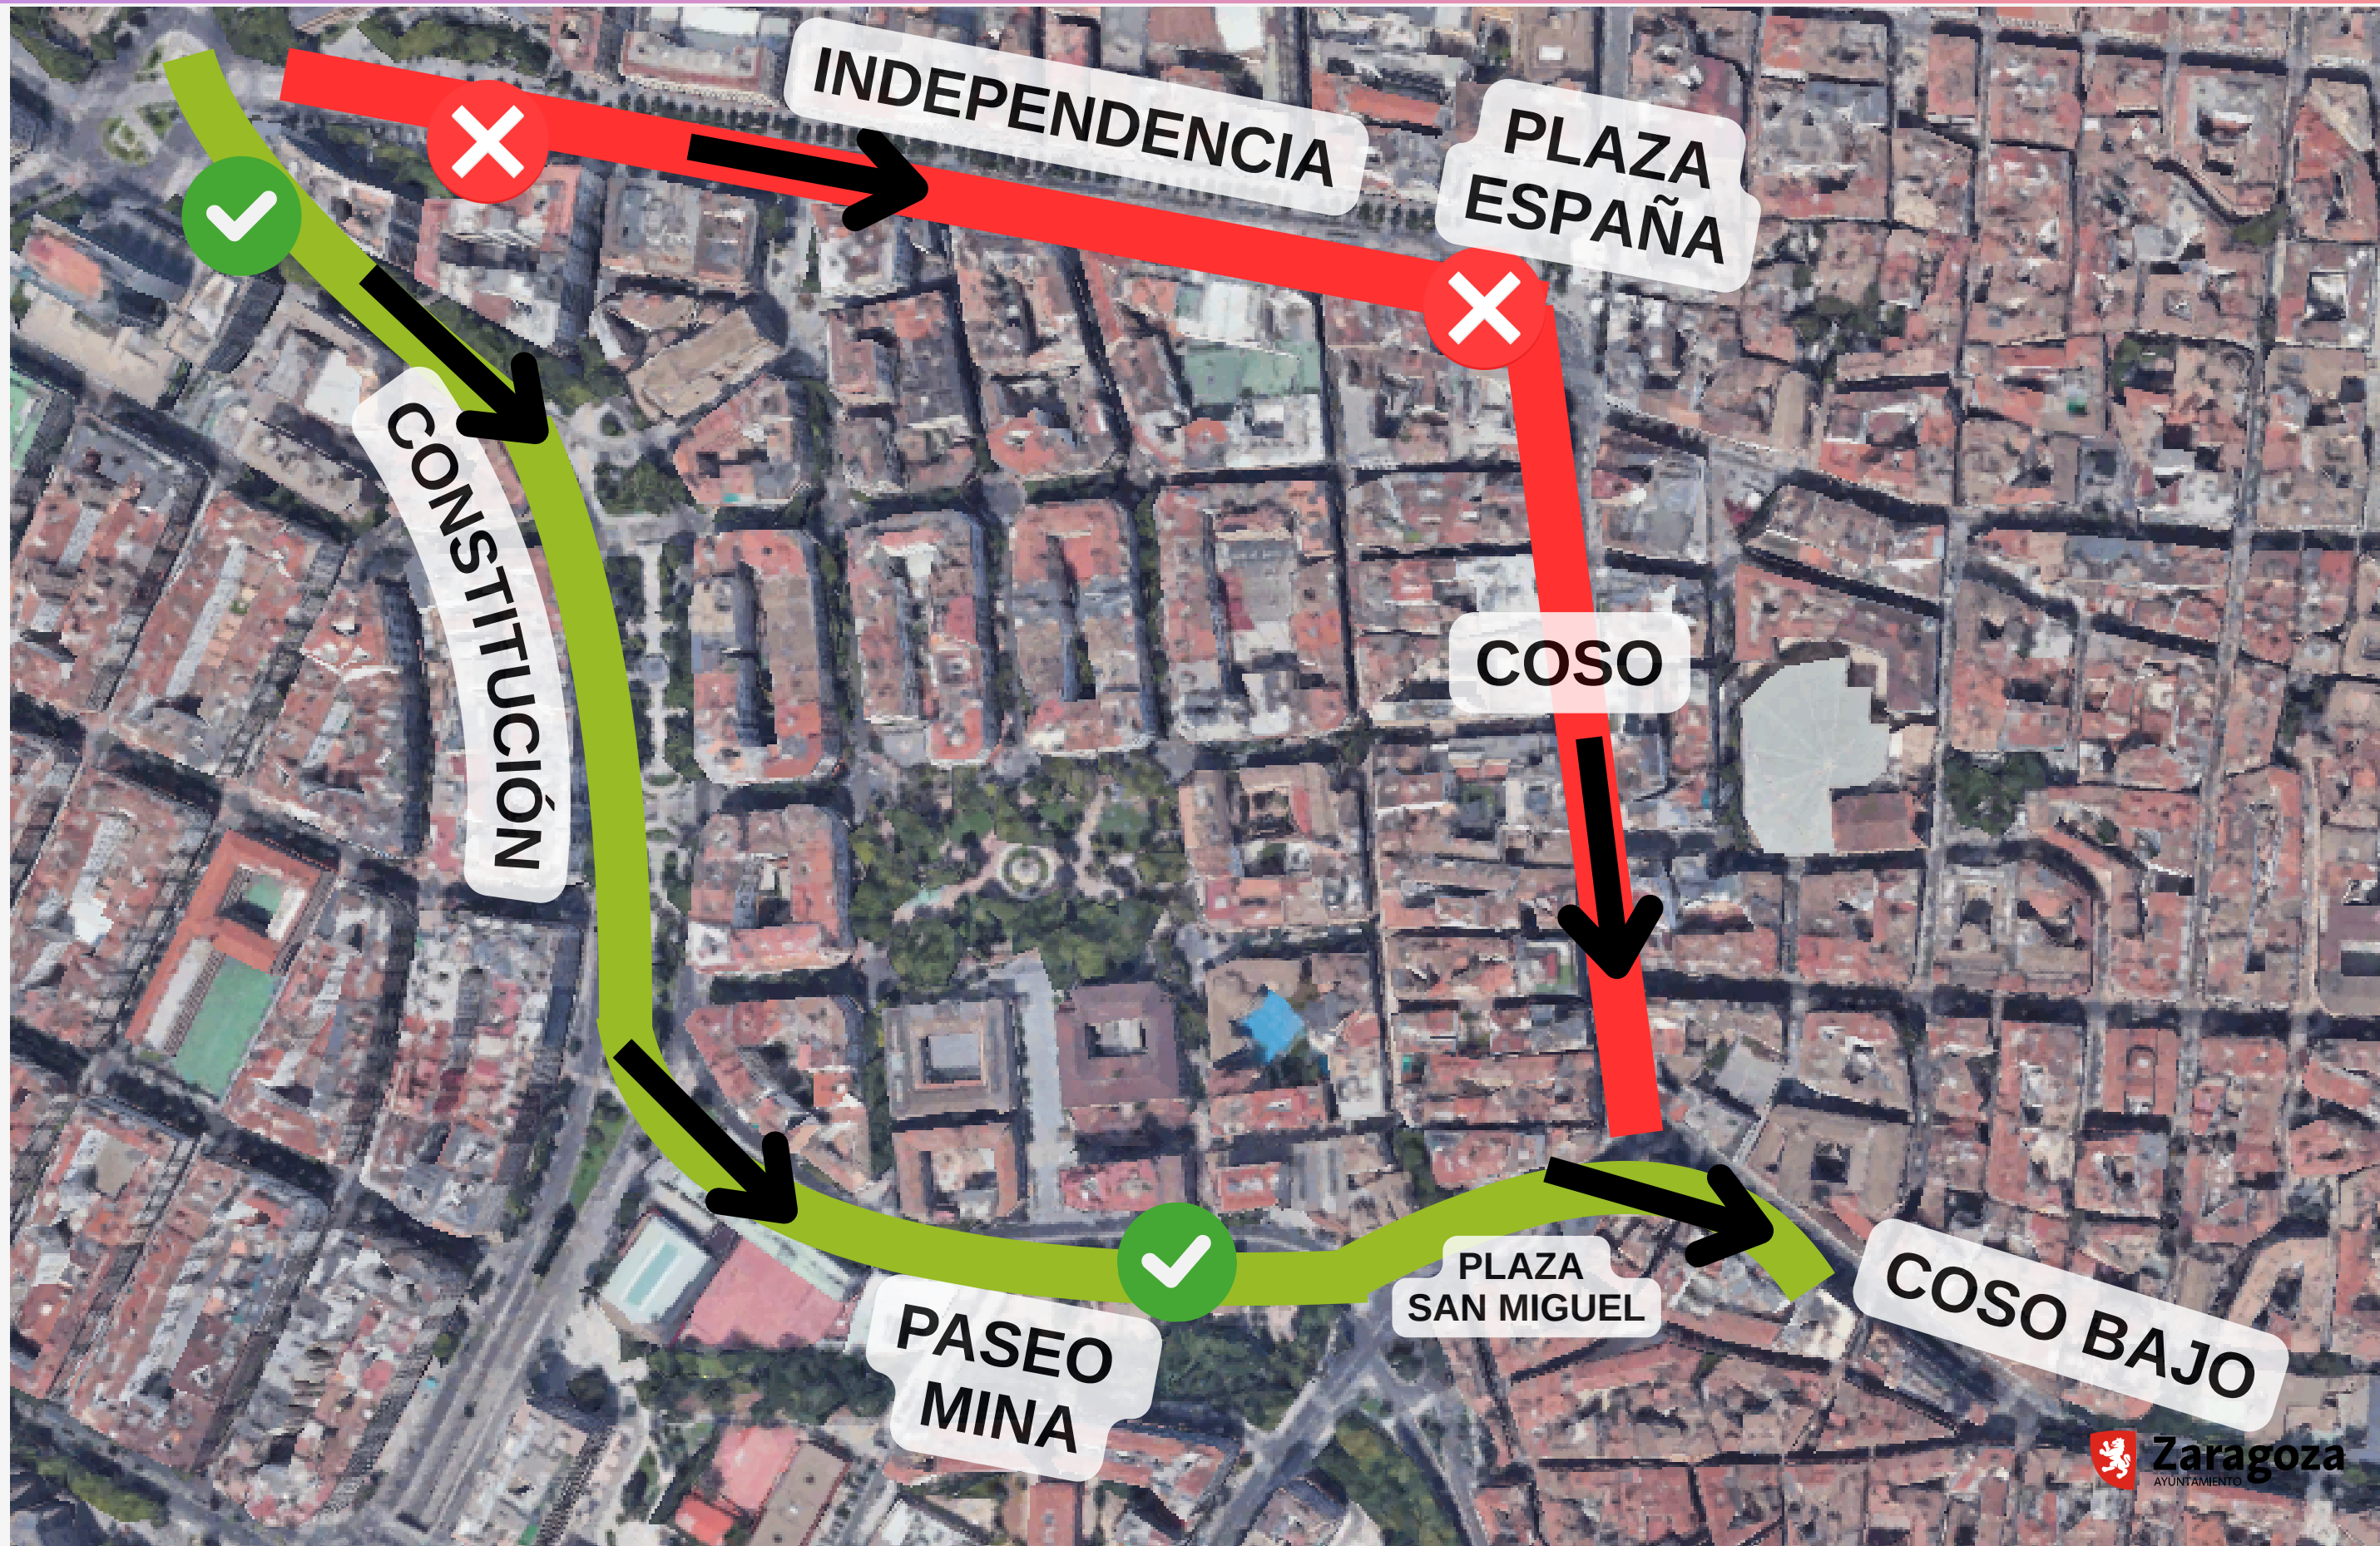 INDEPENDENCIA
PLAZA
ESPAÑA
CONSTITUCIÓN
COSO
PLAZA
SAN MIGUEL
COSO BAJO
PASEO
MINA
Zaragoza
AYUNTAMIENTO